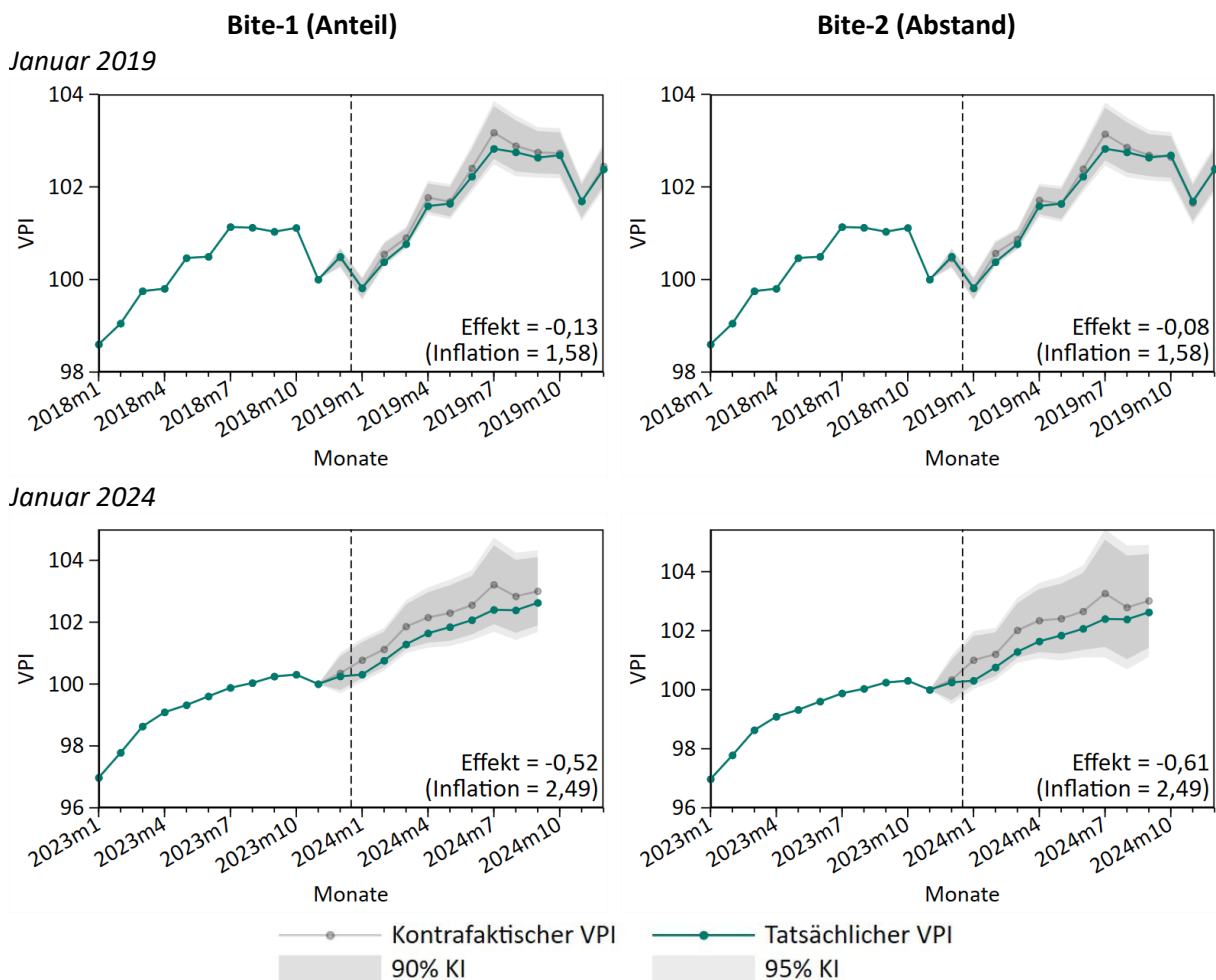 Bite-1 (Anteil)
Bite-2 (Abstand)
Januar 2019
104
102
100
98
VPI
Effekt = -0,13
(Inflation = 1,58)
2018m1
2018m4
2018m7
2018m10
2019m1
2019m4
2019m7
2019m10
Monate
104
102
100
98
VPI
Effekt = -0,08
(Inflation = 1,58)
2018m1
2018m4
2018m7
2018m10
2019m1
2019m4
2019m7
2019m10
Monate
Januar 2024
104
102
100
98
96
VPI
Effekt = -0,52
(Inflation = 2,49)
2023m1
2023m4
2023m7
2023m10
2024m1
2024m4
2024m7
2024m10
Monate
104
102
100
98
96
VPI
Effekt = -0,61
(Inflation = 2,49)
2023m1
2023m4
2023m7
2023m10
2024m1
2024m4
2024m7
2024m10
Monate
Kontrafaktischer VPI
Tatsächlicher VPI
90% KI
95% KI